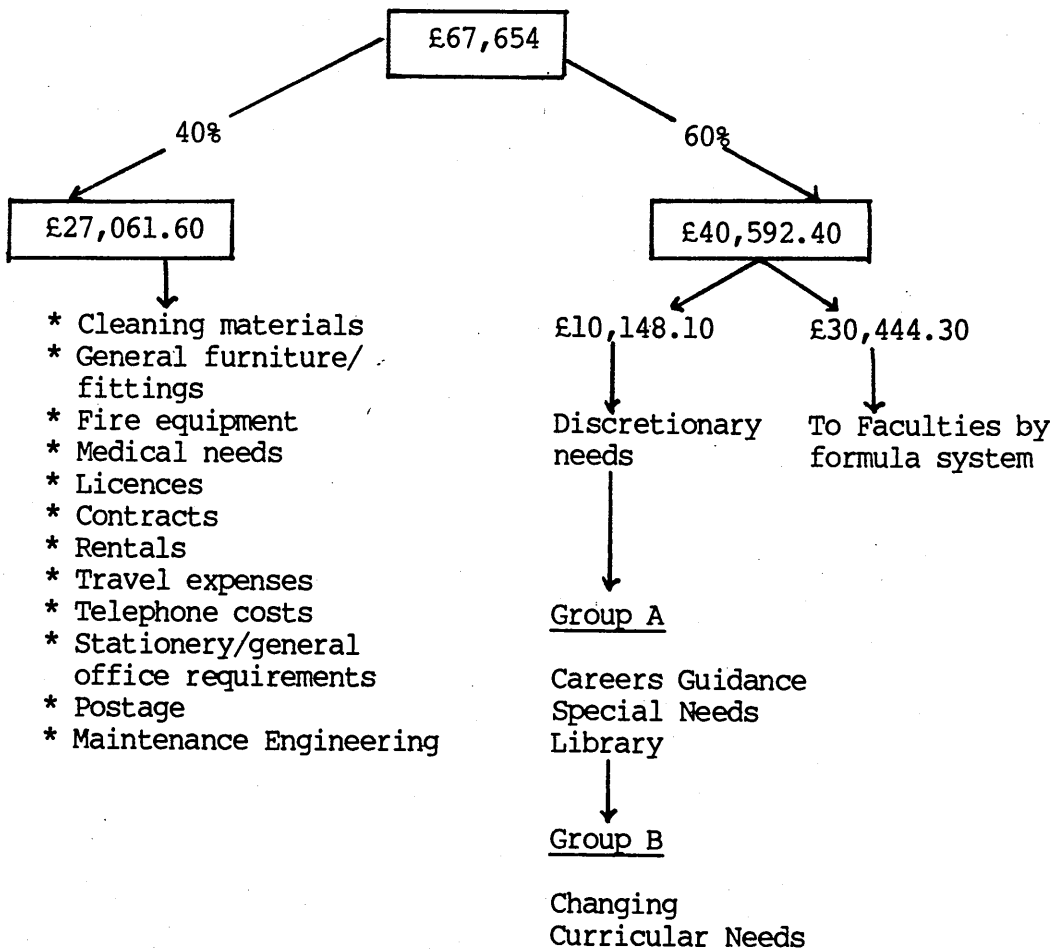 £67,654
40%
60%
£27,061.60
£40,592.40
* Cleaning materials
* General furniture/
fittings
* Fire equipment
* Medical needs
* Licences
* Contracts
* Rentals
* Travel expenses
* Telephone costs
* Stationery/general
office requirements
* Postage
* Maintenance Engineering
£10,148.10
£30,444.30
Discretionary
needs
To Faculties by
formula system
Group A
Careers Guidance
Special Needs
Library
Group B
Changing
Curricular Needs